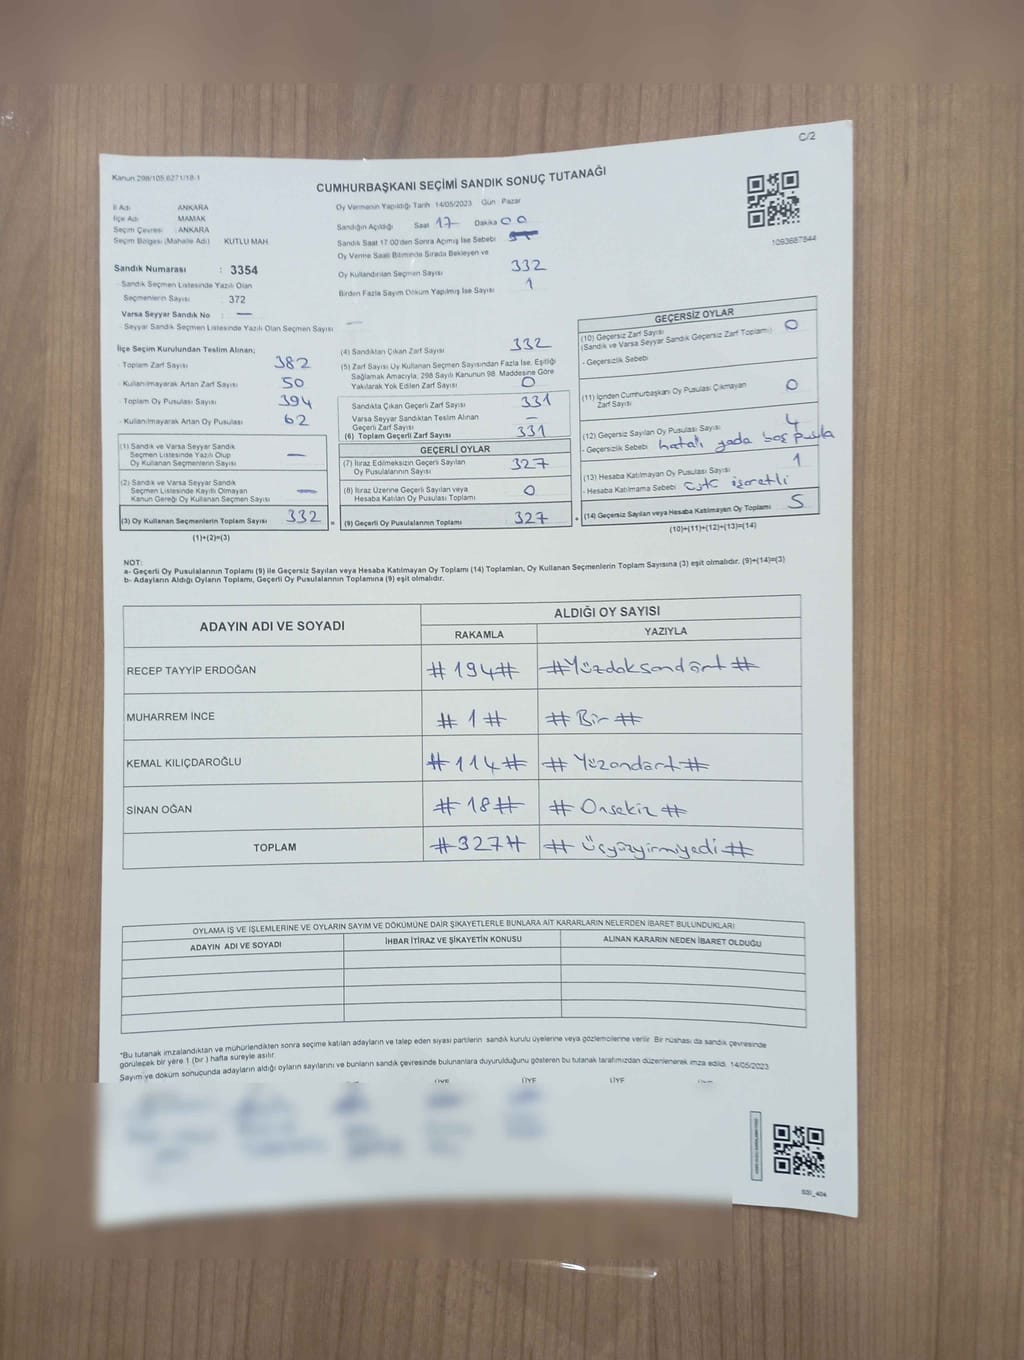 C/2
Kanun 298/105.6271/18-1
CUMHURBAŞKANI SEÇİMİ SANDIK SONUÇ TUTANAĞI
İl Adı ANKARA
İlçe Adı MAMAK
Seçim Çevresi : ANKARA
Seçim Bölgesi (Mahalle Adı) KUTLU MAH.
Sandık Numarası : 3354
Sandık Seçmen Listesinde Yazılı Olan
Seçmenlerin Sayısı : 372
Varsa Seyyar Sandık No : —
Seyyar Sandık Seçmen Listesinde Yazılı Olan Seçmen Sayısı : —
Oy Vermenin Yapıldığı Tarih 14/05/2023 Gün Pazar
Sandığın Açıldığı Saat 17 Dakika 00
Sandık Saat 17:00'den Sonra Açımış İse Sebebi
Oy Verme Saati Bitiminde Sırada Bekleyen ve
Oy Kullandırılan Seçmen Sayısı 332
Birden Fazla Sayım Döküm Yapılmış İse Sayısı 1
1093687844
İlçe Seçim Kurulundan Teslim Alınan;
- Toplam Zarf Sayısı 382
- Kullanılmayarak Artan Zarf Sayısı 50
- Toplam Oy Pusulası Sayısı 394
- Kullanılmayarak Artan Oy Pusulası 62
(1) Sandık ve Varsa Seyyar Sandık
Seçmen Listesinde Yazılı Olup
Oy Kullanan Seçmenlerin Sayısı —
(2) Sandık ve Varsa Seyyar Sandık
Seçmen Listesinde Kayıtlı Olmayan
Kanun Gereği Oy Kullanan Seçmen Sayısı —
(3) Oy Kullanan Seçmenlerin Toplam Sayısı 332 =
(1)+(2)=(3)
(4) Sandıktan Çıkan Zarf Sayısı 332
(5) Zarf Sayısı Oy Kullanan Seçmen Sayısından Fazla İse, Eşitliği
Sağlamak Amacıyla; 298 Sayılı Kanunun 98. Maddesine Göre
Yakılarak Yok Edilen Zarf Sayısı 0
Sandıkta Çıkan Geçerli Zarf Sayısı 331
Varsa Seyyar Sandıktan Teslim Alınan
Geçerli Zarf Sayısı —
(6) Toplam Geçerli Zarf Sayısı 331
GEÇERLİ OYLAR
(7) İtiraz Edilmeksizin Geçerli Sayılan
Oy Pusulalarının Sayısı 327
(8) İtiraz Üzerine Geçerli Sayılan veya
Hesaba Katılan Oy Pusulası Toplamı 0
(9) Geçerli Oy Pusulalarının Toplamı 327 +
GEÇERSİZ OYLAR
(10) Geçersiz Zarf Sayısı
(Sandık ve Varsa Seyyar Sandık Geçersiz Zarf Toplamı) 0
- Geçersizlik Sebebi
(11) İçinden Cumhurbaşkanı Oy Pusulası Çıkmayan
Zarf Sayısı 0
(12) Geçersiz Sayılan Oy Pusulası Sayısı 4
- Geçersizlik Sebebi hatalı yada boş pusula
(13) Hesaba Katılmayan Oy Pusulası Sayısı 1
- Hesaba Katılmama Sebebi çift işaretli
(14) Geçersiz Sayılan veya Hesaba Katılmayan Oy Toplamı 5
(10)+(11)+(12)+(13)=(14)
NOT:
a- Geçerli Oy Pusulalarının Toplamı (9) ile Geçersiz Sayılan veya Hesaba Katılmayan Oy Toplamı (14) Toplamları, Oy Kullanan Seçmenlerin Toplam Sayısına (3) eşit olmalıdır. (9)+(14)=(3)
b- Adayların Aldığı Oyların Toplamı, Geçerli Oy Pusulalarının Toplamına (9) eşit olmalıdır.
ADAYIN ADI VE SOYADI ALDIĞI OY SAYISI
RAKAMLA YAZIYLA
RECEP TAYYİP ERDOĞAN #194# #Yüzdoksandört#
MUHARREM İNCE #1# #Bir#
KEMAL KILIÇDAROĞLU #114# #Yüzondört#
SİNAN OĞAN #18# #Onsekiz#
TOPLAM #327# #Üçyüzyirmiyedi#
OYLAMA İŞ VE İŞLEMLERİNE VE OYLARIN SAYIM VE DÖKÜMÜNE DAİR ŞİKAYETLERLE BUNLARA AİT KARARLARIN NELERDEN İBARET BULUNDUKLARI
ADAYIN ADI VE SOYADI İHBAR İTİRAZ VE ŞİKAYETİN KONUSU ALINAN KARARIN NEDEN İBARET OLDUĞU
*Bu tutanak imzalandıktan ve mühürlendikten sonra seçime katılan adayların ve talep eden siyasi partilerin sandık kurulu üyelerine veya gözlemcilerine verilir. Bir nüshası da sandık çevresinde
görülecek bir yere 1 (bir) hafta süreyle asılır.
Sayım ve döküm sonucunda adayların aldığı oyların sayılarını ve bunların sandık çevresinde bulunanlara duyurulduğunu gösteren bu tutanak tarafımızdan düzenlenerek imza edildi. 14/05/2023
ÜYE ÜYE ÜYE